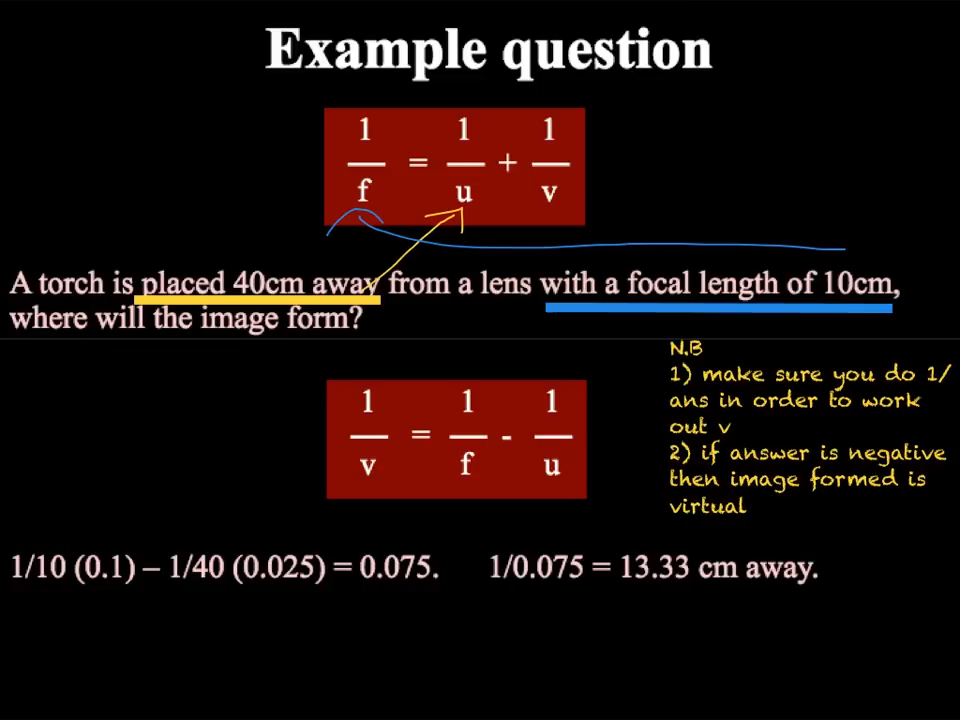 Example question
1 1 1
— = — + —
f u v
A torch is placed 40cm away from a lens with a focal length of 10cm,
where will the image form?
N.B
1) make sure you do 1/
ans in order to work
out v
2) if answer is negative
then image formed is
virtual
1 1 1
— = — - —
v f u
1/10 (0.1) – 1/40 (0.025) = 0.075. 1/0.075 = 13.33 cm away.